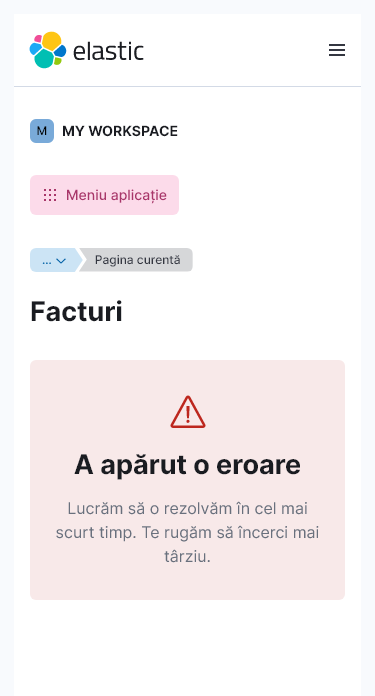 elastic
M MY WORKSPACE
Meniu aplicație
... Pagina curentă
Facturi
A apărut o eroare
Lucrăm să o rezolvăm în cel mai
scurt timp. Te rugăm să încerci mai
târziu.